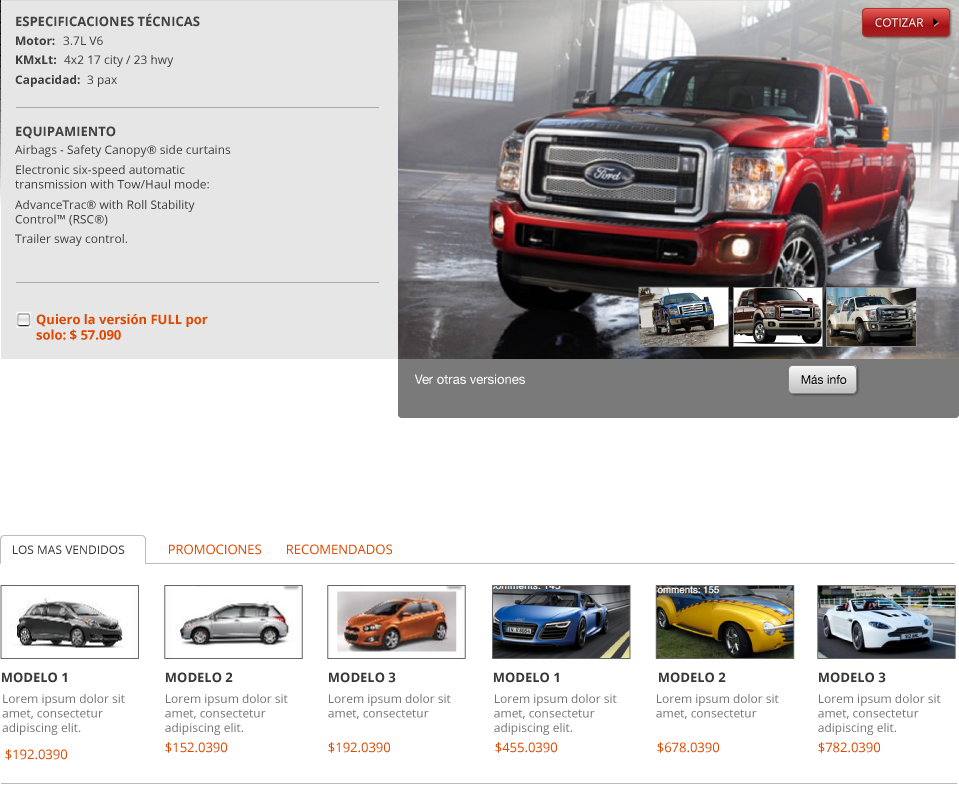 ESPECIFICACIONES TÉCNICAS
Motor: 3.7L V6
KMxLt: 4x2 17 city / 23 hwy
Capacidad: 3 pax
EQUIPAMIENTO
Airbags - Safety Canopy® side curtains
Electronic six-speed automatic
transmission with Tow/Haul mode:
AdvanceTrac® with Roll Stability
Control™ (RSC®)
Trailer sway control.
Quiero la versión FULL por
solo: $ 57.090
COTIZAR
Ford
Ver otras versiones
Más info
LOS MAS VENDIDOS
PROMOCIONES
RECOMENDADOS
omments: 143
omments: 155
MODELO 1
Lorem ipsum dolor sit
amet, consectetur
adipiscing elit.
$192.0390
MODELO 2
Lorem ipsum dolor sit
amet, consectetur
adipiscing elit.
$152.0390
MODELO 3
Lorem ipsum dolor sit
amet, consectetur
$192.0390
MODELO 1
Lorem ipsum dolor sit
amet, consectetur
adipiscing elit.
$455.0390
MODELO 2
Lorem ipsum dolor sit
amet, consectetur
$678.0390
MODELO 3
Lorem ipsum dolor sit
amet, consectetur
adipiscing elit.
$782.0390